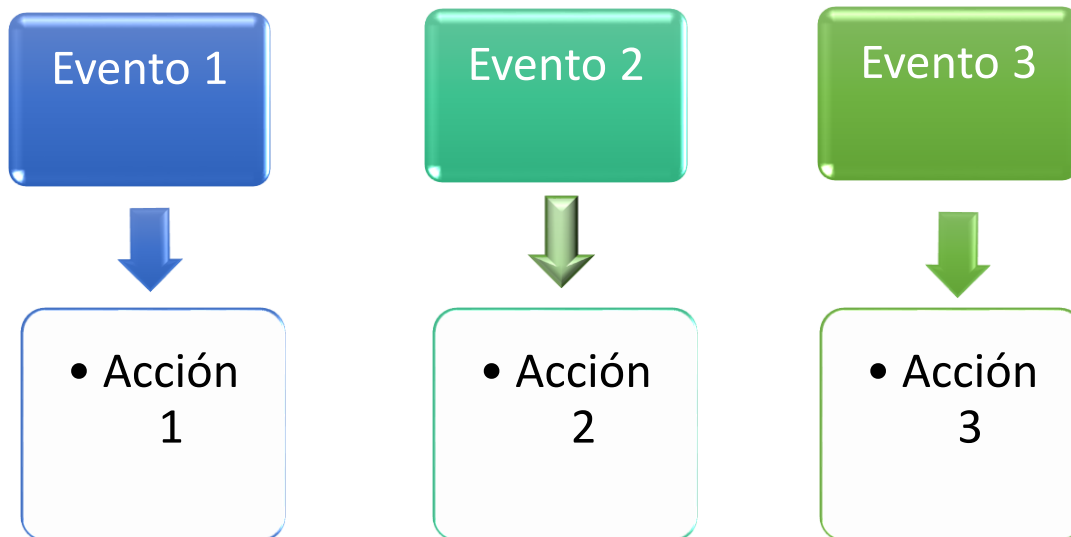 Evento 1
Evento 2
Evento 3
• Acción
1
• Acción
2
• Acción
3